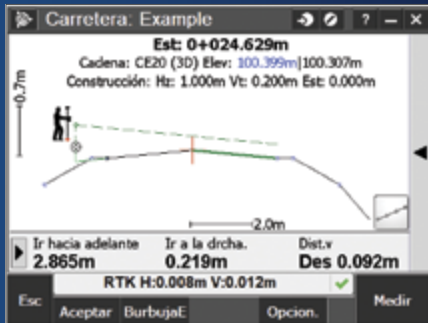 Carretera: Example
?
Est: 0+024.629m
Cadena: CE20 (3D) Elev: 100.399m|100.307m
Construcción: Hz: 1.000m Vt: 0.200m Est: 0.000m
0.7m
2.0m
Ir hacia adelante Ir a la drcha. Dist.v
2.865m 0.219m Des 0.092m
RTK H:0.008m V:0.012m
Esc Aceptar BurbujaE Opcion. Medir